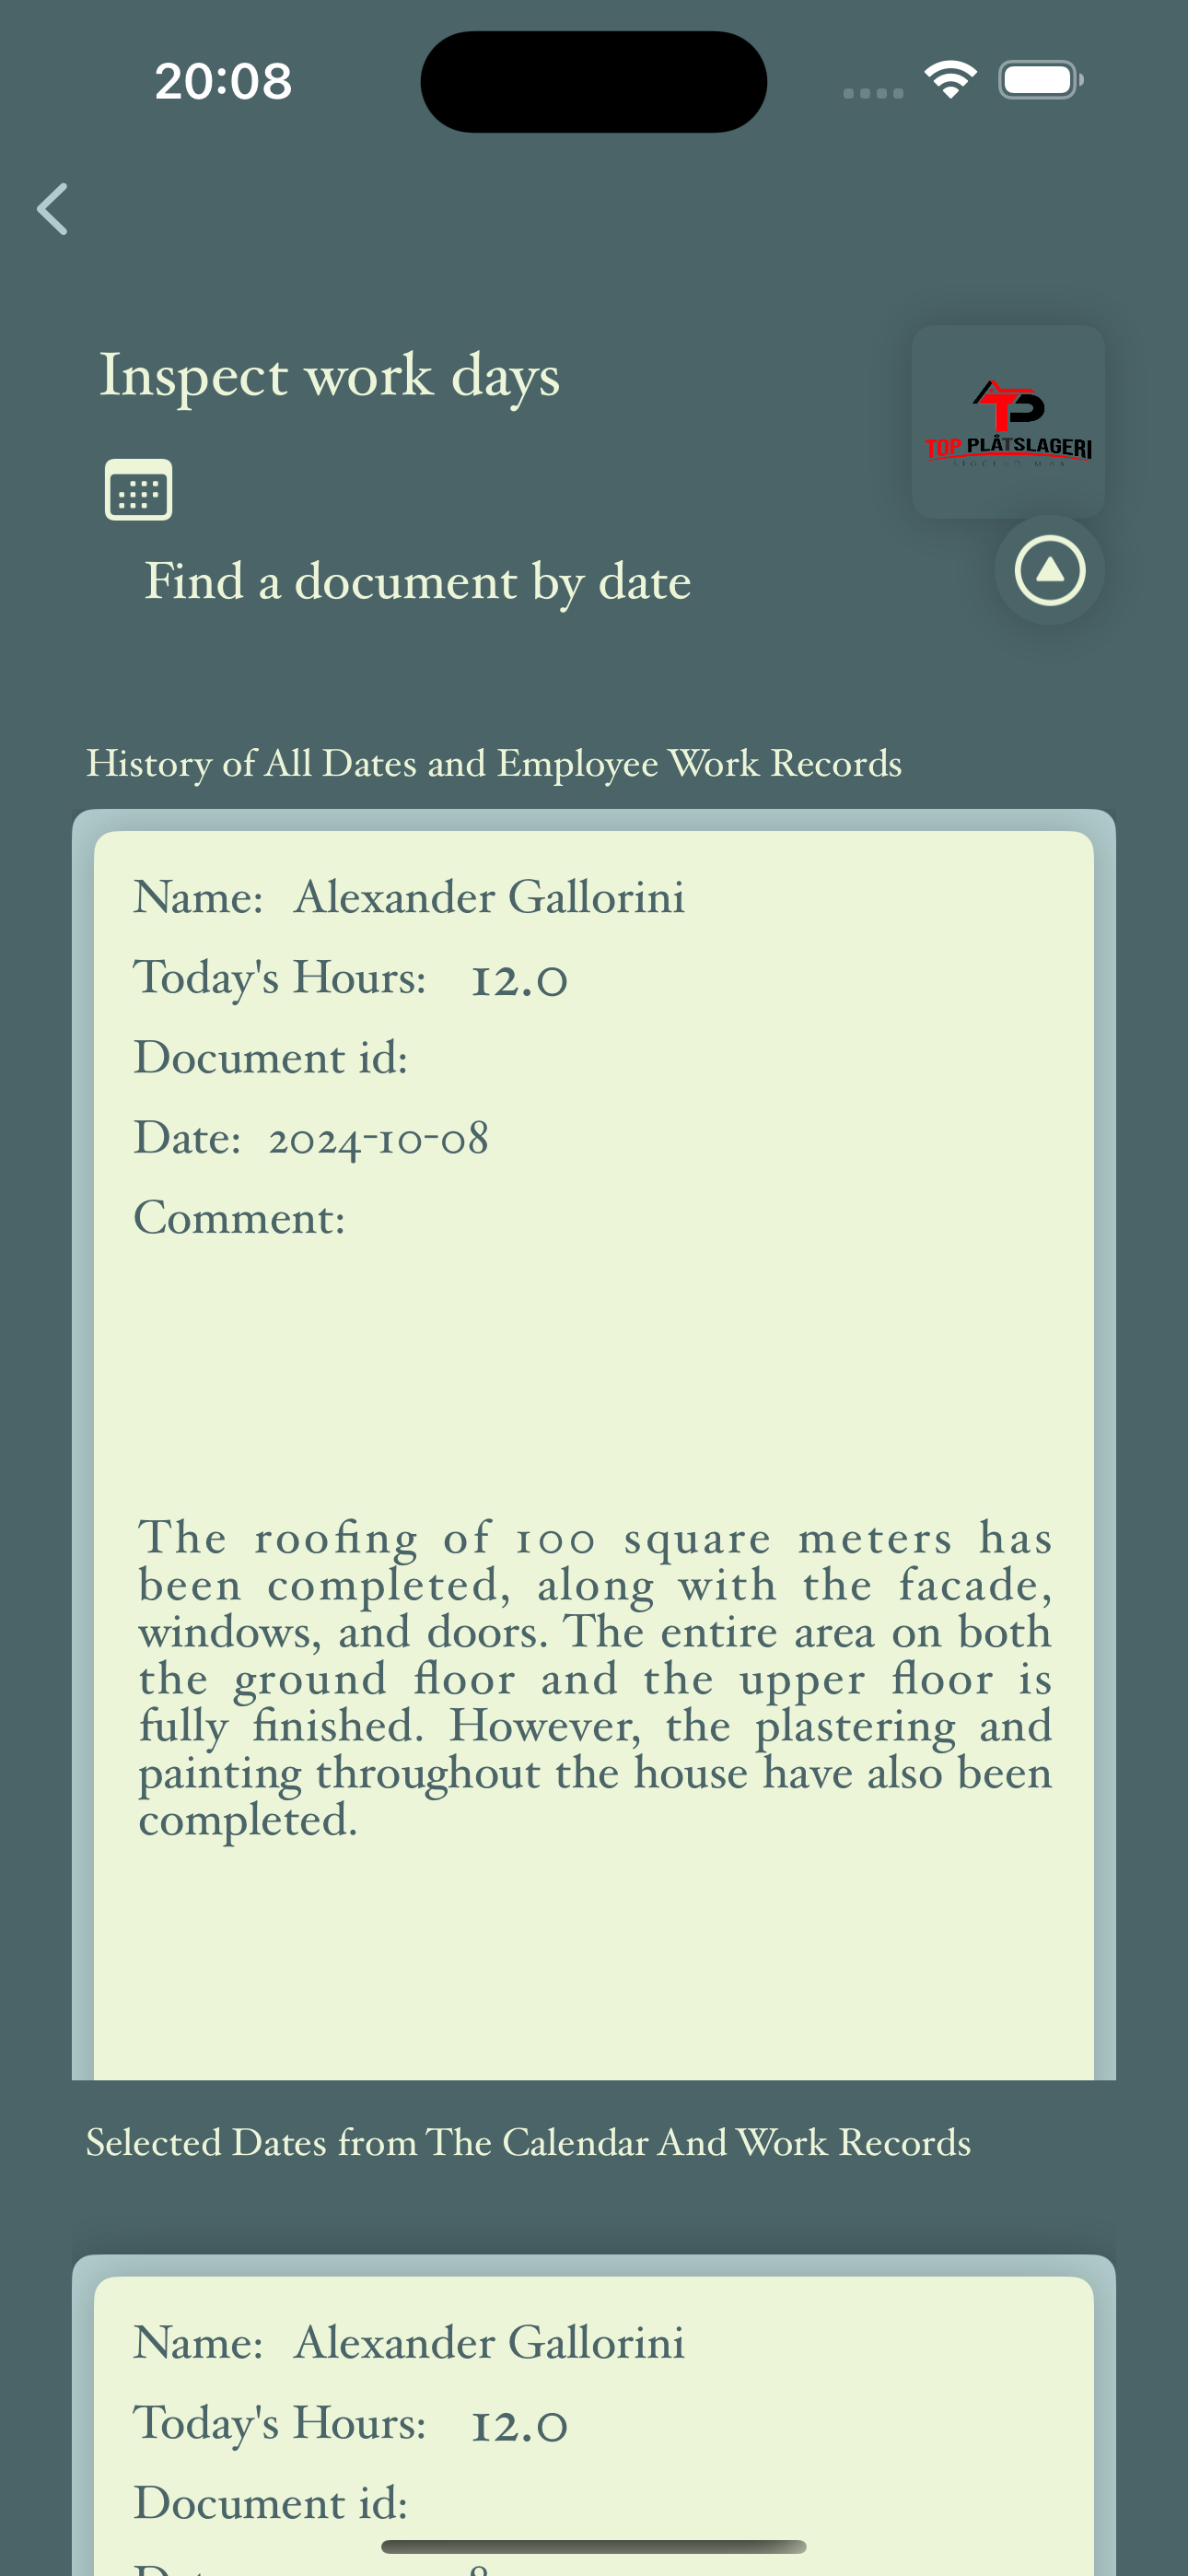 20:08
Inspect work days
TOP PLÅTSLAGERI
Find a document by date
History of All Dates and Employee Work Records
Name: Alexander Gallorini
Today's Hours: 12.0
Document id:
Date: 2024-10-08
Comment:
The roofing of 100 square meters has
been completed, along with the facade,
windows, and doors. The entire area on both
the ground floor and the upper floor is
fully finished. However, the plastering and
painting throughout the house have also been
completed.
Selected Dates from The Calendar And Work Records
Name: Alexander Gallorini
Today's Hours: 12.0
Document id: